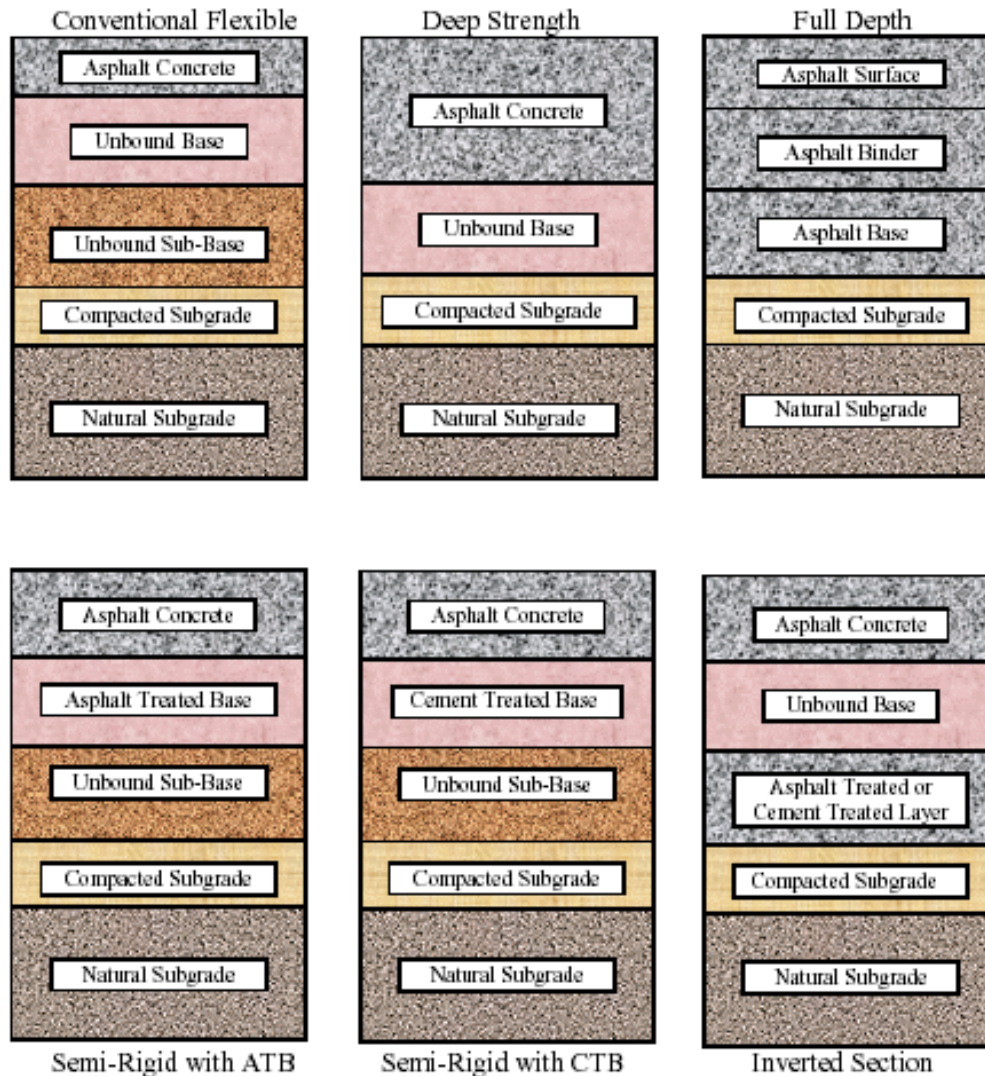 Conventional Flexible
Asphalt Concrete
Unbound Base
Unbound Sub-Base
Compacted Subgrade
Natural Subgrade
Deep Strength
Asphalt Concrete
Unbound Base
Compacted Subgrade
Natural Subgrade
Full Depth
Asphalt Surface
Asphalt Binder
Asphalt Base
Compacted Subgrade
Natural Subgrade
Asphalt Concrete
Asphalt Treated Base
Unbound Sub-Base
Compacted Subgrade
Natural Subgrade
Semi-Rigid with ATB
Asphalt Concrete
Cement Treated Base
Unbound Sub-Base
Compacted Subgrade
Natural Subgrade
Semi-Rigid with CTB
Asphalt Concrete
Unbound Base
Asphalt Treated or
Cement Treated Layer
Compacted Subgrade
Natural Subgrade
Inverted Section